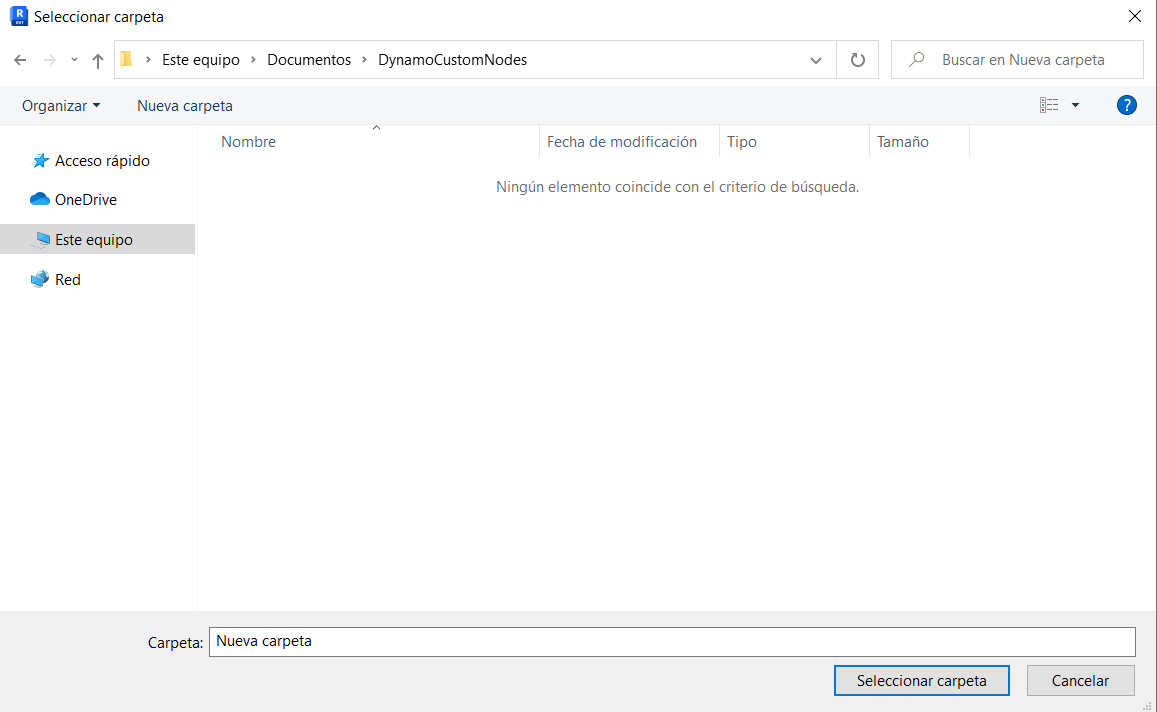 R
RVT
Seleccionar carpeta
Este equipo > Documentos > DynamoCustomNodes
Buscar en Nueva carpeta
Organizar
Nueva carpeta
?
Nombre
Fecha de modificación
Tipo
Tamaño
Acceso rápido
OneDrive
Este equipo
Red
Ningún elemento coincide con el criterio de búsqueda.
Carpeta: Nueva carpeta
Seleccionar carpeta
Cancelar